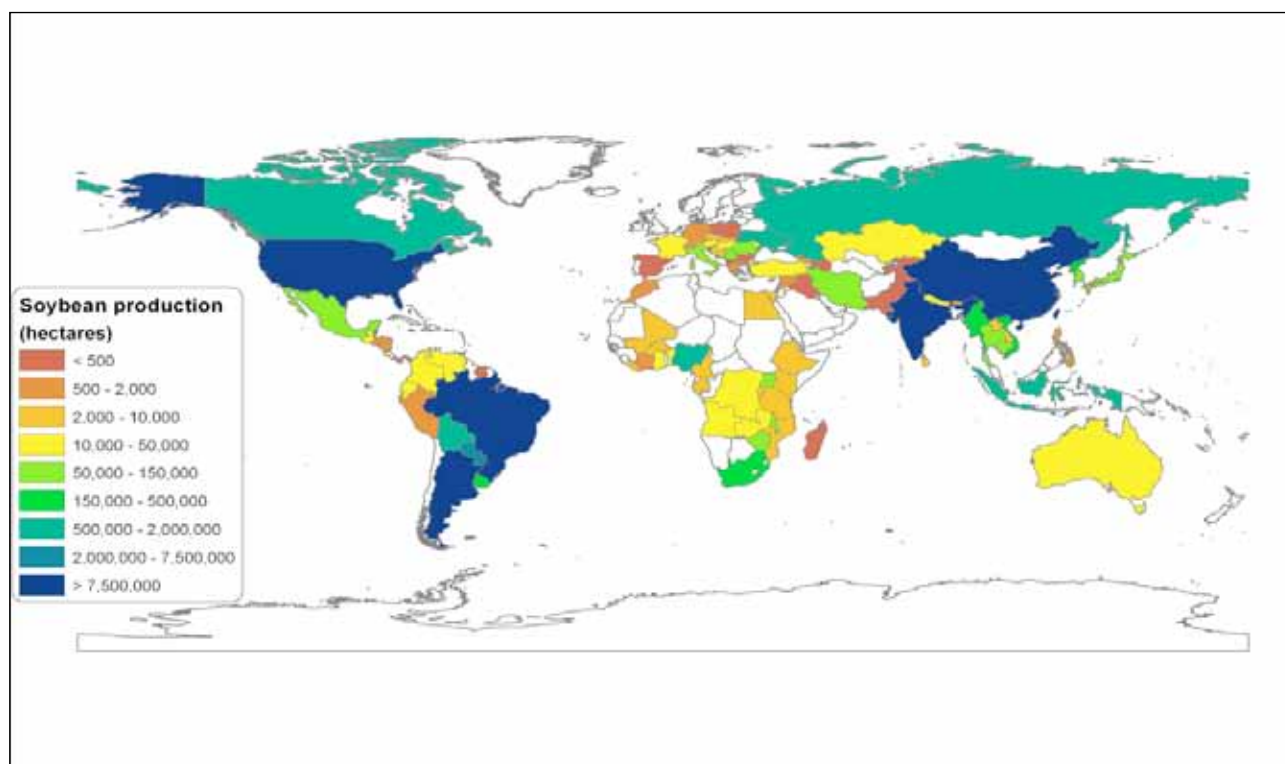 Soybean production
(hectares)
< 500
500 - 2,000
2,000 - 10,000
10,000 - 50,000
50,000 - 150,000
150,000 - 500,000
500,000 - 2,000,000
2,000,000 - 7,500,000
> 7,500,000